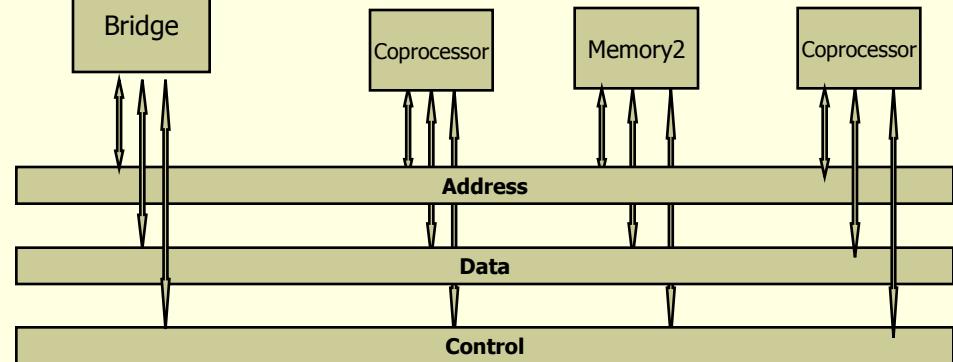 Bridge
Coprocessor
Memory2
Coprocessor
Address
Data
Control